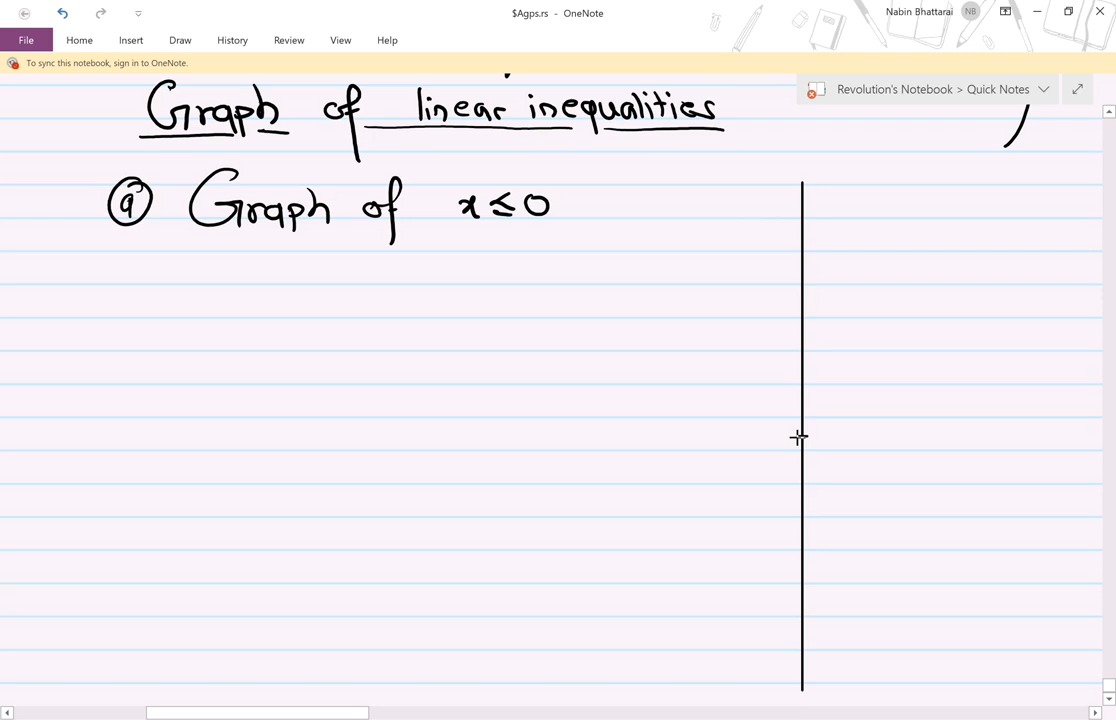 $Agps.rs - OneNote
Nabin Bhattarai NB
File Home Insert Draw History Review View Help
To sync this notebook, sign in to OneNote.
Revolution's Notebook > Quick Notes
Graph of linear inequalities
ⓐ Graph of x ≤ 0